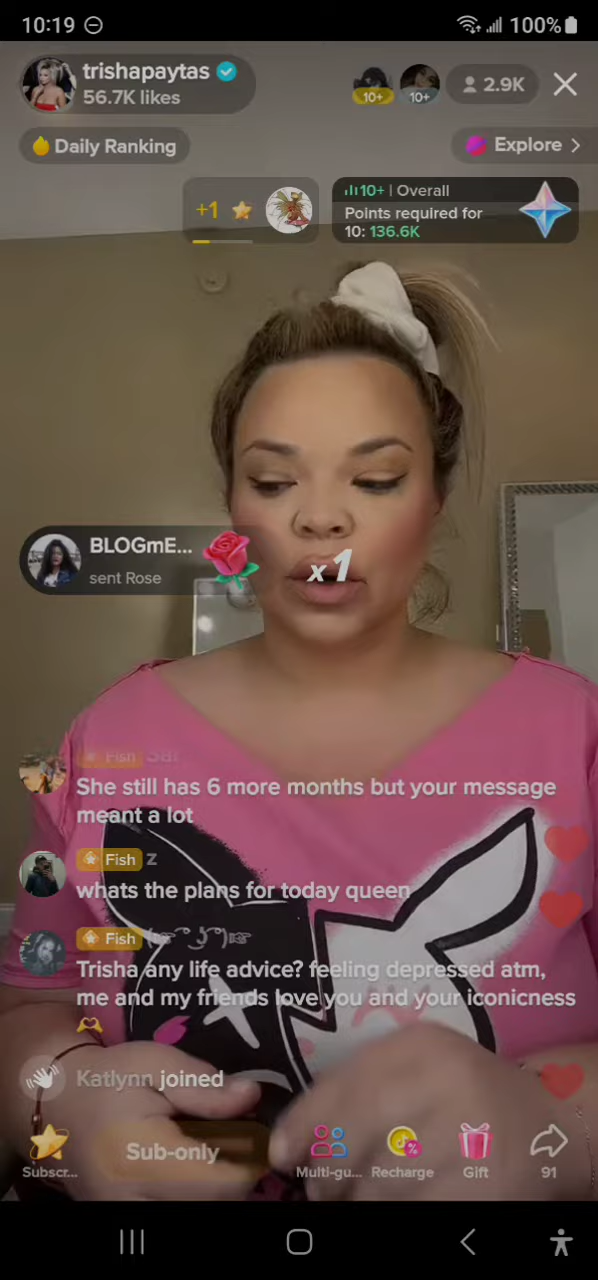 10:19
100%
trishapaytas
56.7K likes
10+
10+
2.9K
Daily Ranking
Explore >
+1
10+ | Overall
Points required for
10: 136.6K
BLOGmE...
sent Rose
x1
Fish Sar
She still has 6 more months but your message
meant a lot
Fish Z
whats the plans for today queen
Fish (☞ ͡° ͜ʖ ͡°)☞
Trisha any life advice? feeling depressed atm,
me and my friends love you and your iconicness
🫶
Katlynn joined
Sub-only
Subscr...
Multi-gu...
Recharge
Gift
91